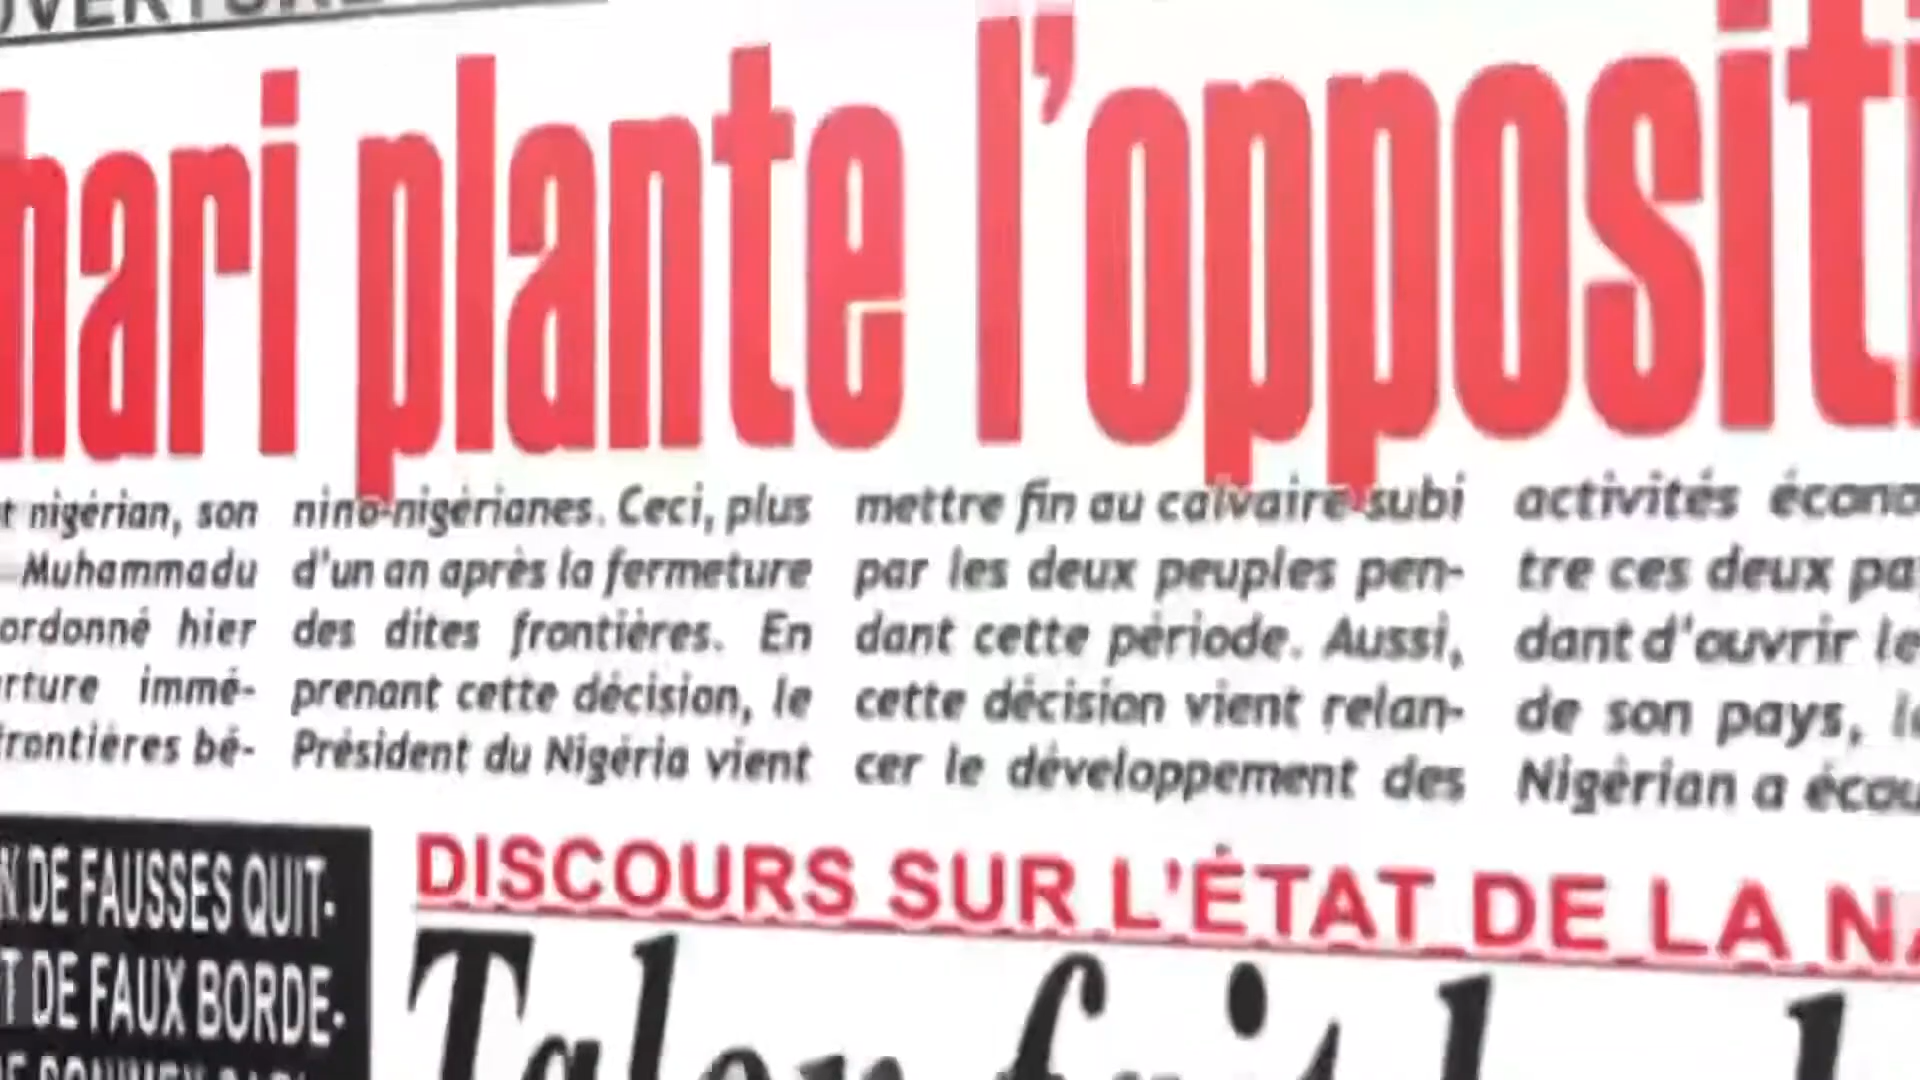 hari plante l'oppositi
t nigérian, son
Muhammadu
ordonné hier
rture immé-
frontières bé-
nino-nigérianes. Ceci, plus
d'un an après la fermeture
des dites frontières. En
prenant cette décision, le
Président du Nigéria vient
mettre fin au calvaire subi
par les deux peuples pen-
dant cette période. Aussi,
cette décision vient relan-
cer le développement des
activités écono
tre ces deux pa
dant d'ouvrir le
de son pays, le
Nigérian a écou
N DE FAUSSES QUIT-
T DE FAUX BORDE-
DISCOURS SUR L'ÉTAT DE LA NA
Talon fait